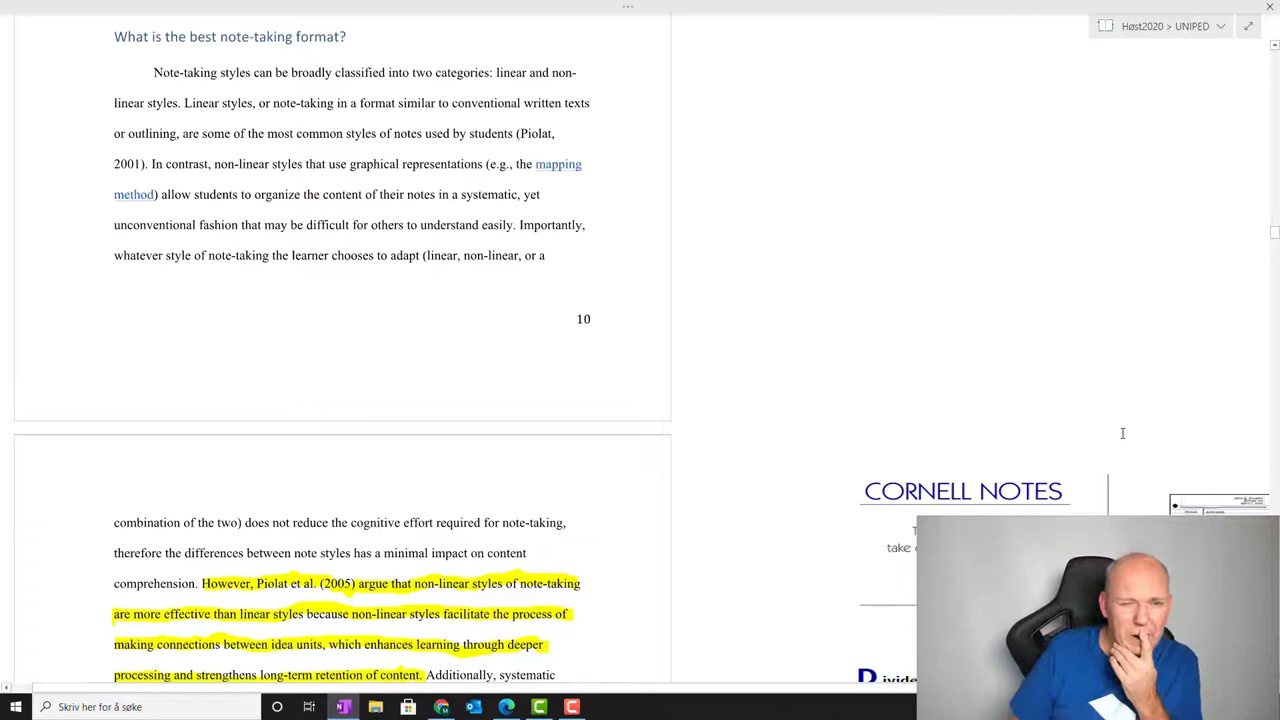 Høst2020 > UNIPED
What is the best note-taking format?
Note-taking styles can be broadly classified into two categories: linear and non-
linear styles. Linear styles, or note-taking in a format similar to conventional written texts
or outlining, are some of the most common styles of notes used by students (Piolat,
2001). In contrast, non-linear styles that use graphical representations (e.g., the mapping
method) allow students to organize the content of their notes in a systematic, yet
unconventional fashion that may be difficult for others to understand easily. Importantly,
whatever style of note-taking the learner chooses to adapt (linear, non-linear, or a
10
combination of the two) does not reduce the cognitive effort required for note-taking,
therefore the differences between note styles has a minimal impact on content
comprehension. However, Piolat et al. (2005) argue that non-linear styles of note-taking
are more effective than linear styles because non-linear styles facilitate the process of
making connections between idea units, which enhances learning through deeper
processing and strengthens long-term retention of content. Additionally, systematic
CORNELL NOTES
take
Divide
Skriv her for å søke